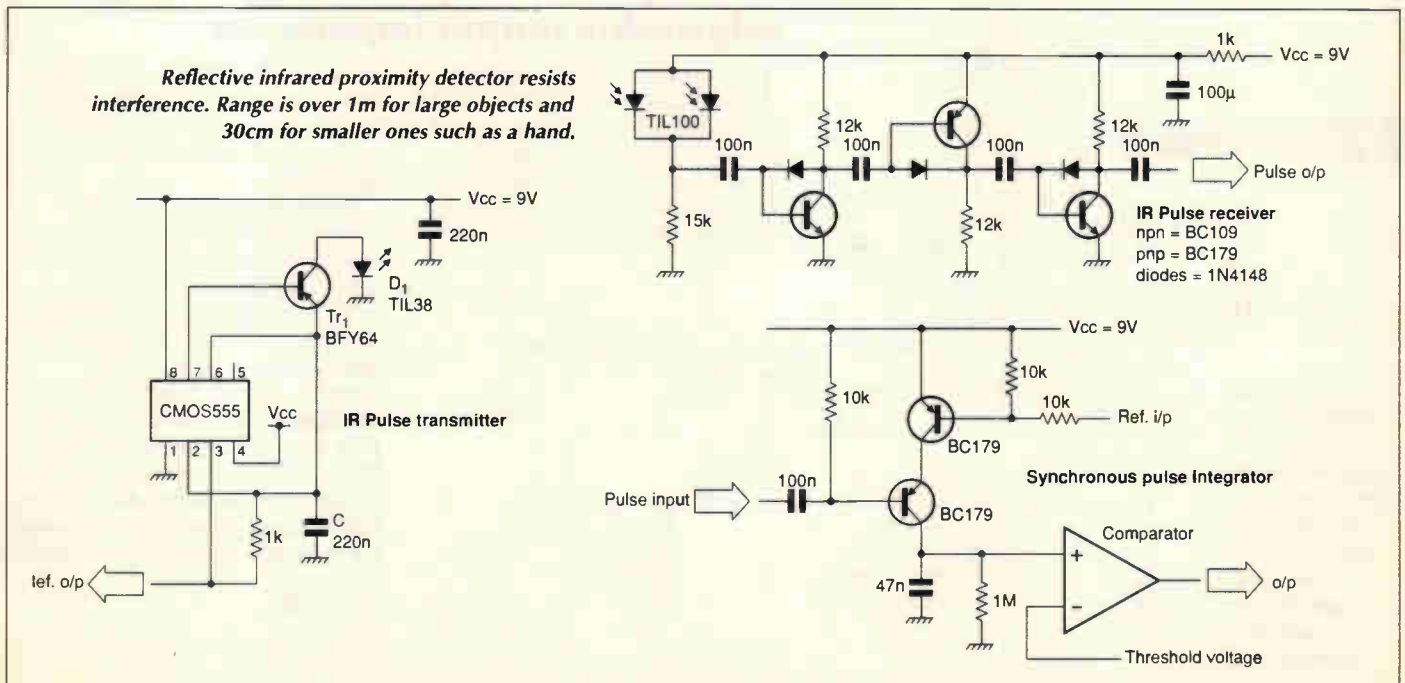 Reflective infrared proximity detector resists
interference. Range is over 1m for large objects and
30cm for smaller ones such as a hand.
Vcc = 9V
220n
D1
TIL38
Tr1
BFY64
8 7 6 5
CMOS555
Vcc
IR Pulse transmitter
1 2 3 4
1k
C
220n
lef. o/p
1k
Vcc = 9V
100µ
TIL100
12k
12k
100n
100n
100n
100n
Pulse o/p
15k
12k
IR Pulse receiver
npn = BC109
pnp = BC179
diodes = 1N4148
Vcc = 9V
10k
10k
10k
Ref. i/p
BC179
Synchronous pulse Integrator
100n
Pulse input
BC179
Comparator
+
o/p
47n
1M
−
Threshold voltage